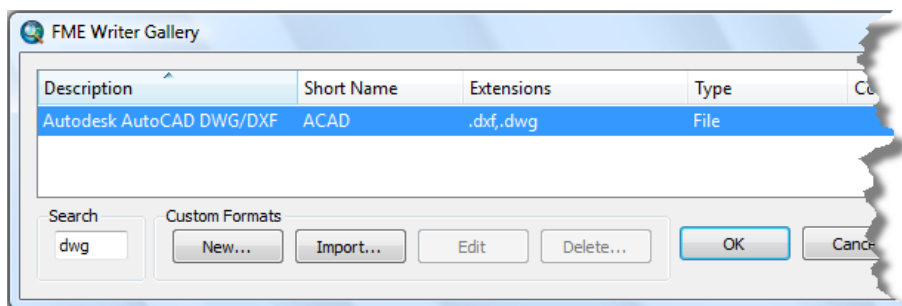 FME Writer Gallery
Description Short Name Extensions Type
Autodesk AutoCAD DWG/DXF ACAD .dxf,.dwg File
Search Custom Formats
dwg New... Import... Edit Delete... OK Cance